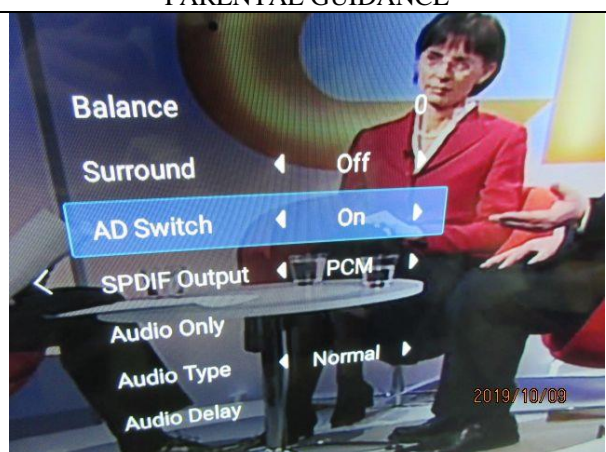 PARENTAL GUIDANCE
Balance 0
Surround Off
AD Switch On
SPDIF Output PCM
Audio Only
Audio Type Normal
Audio Delay
2019/10/09